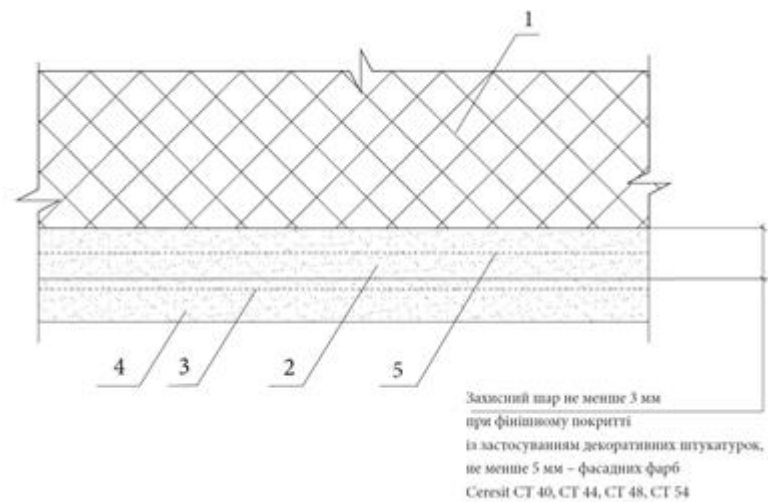 1
4
3
2
5
Захисний шар не менше 3 мм
при фінішному покритті
із застосуванням декоративних штукатурок,
не менше 5 мм – фасадних фарб
Ceresit CT 40, CT 44, CT 48, CT 54